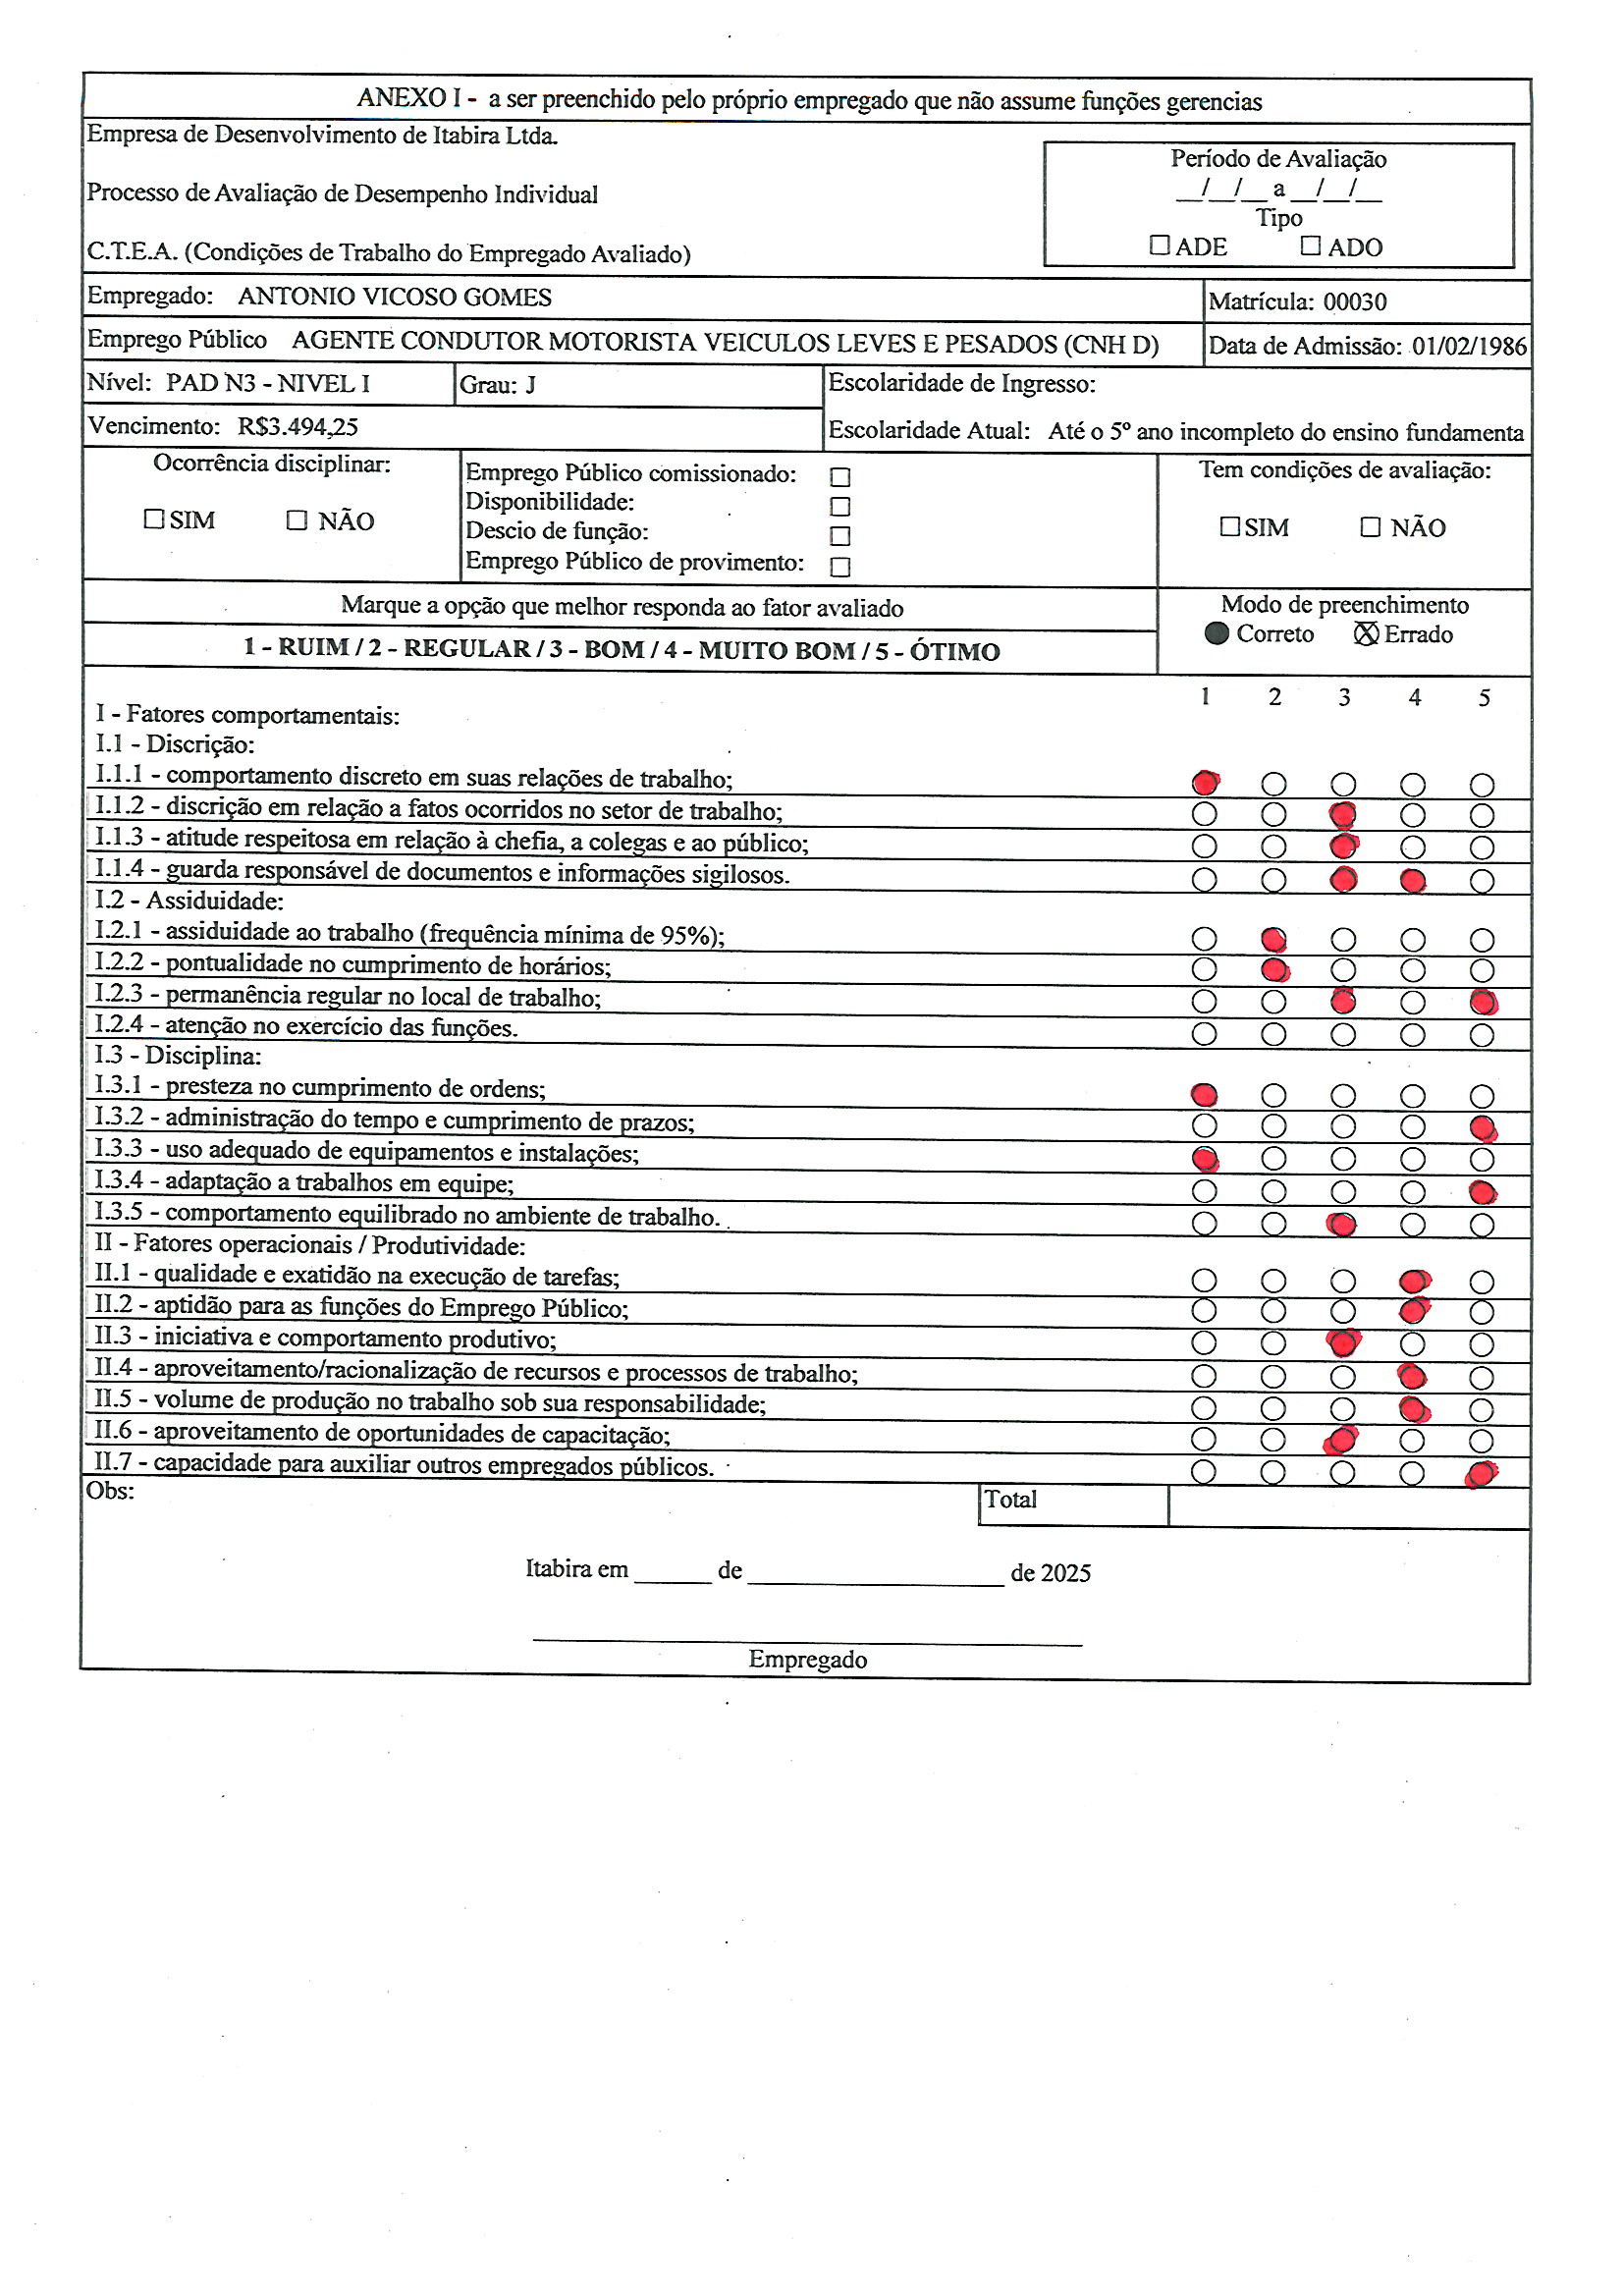 ANEXO I - a ser preenchido pelo próprio empregado que não assume funções gerencias
Empresa de Desenvolvimento de Itabira Ltda.
Processo de Avaliação de Desempenho Individual
C.T.E.A. (Condições de Trabalho do Empregado Avaliado)
Período de Avaliação
__/__/__ a __/__/__
Tipo
☐ ADE ☐ ADO
Empregado: ANTONIO VICOSO GOMES
Matrícula: 00030
Emprego Público AGENTE CONDUTOR MOTORISTA VEICULOS LEVES E PESADOS (CNH D)
Data de Admissão: 01/02/1986
Nível: PAD N3 - NIVEL I
Grau: J
Escolaridade de Ingresso:
Vencimento: R$3.494,25
Escolaridade Atual: Até o 5º ano incompleto do ensino fundamenta
Ocorrência disciplinar:
☐ SIM ☐ NÃO
Emprego Público comissionado: ☐
Disponibilidade: ☐
Descio de função: ☐
Emprego Público de provimento: ☐
Tem condições de avaliação:
☐ SIM ☐ NÃO
Marque a opção que melhor responda ao fator avaliado
1 - RUIM / 2 - REGULAR / 3 - BOM / 4 - MUITO BOM / 5 - ÓTIMO
Modo de preenchimento
Correto Errado
1 2 3 4 5
I - Fatores comportamentais:
I.1 - Discrição:
I.1.1 - comportamento discreto em suas relações de trabalho;
I.1.2 - discrição em relação a fatos ocorridos no setor de trabalho;
I.1.3 - atitude respeitosa em relação à chefia, a colegas e ao público;
I.1.4 - guarda responsável de documentos e informações sigilosos.
I.2 - Assiduidade:
I.2.1 - assiduidade ao trabalho (frequência mínima de 95%);
I.2.2 - pontualidade no cumprimento de horários;
I.2.3 - permanência regular no local de trabalho;
I.2.4 - atenção no exercício das funções.
I.3 - Disciplina:
I.3.1 - presteza no cumprimento de ordens;
I.3.2 - administração do tempo e cumprimento de prazos;
I.3.3 - uso adequado de equipamentos e instalações;
I.3.4 - adaptação a trabalhos em equipe;
I.3.5 - comportamento equilibrado no ambiente de trabalho.
II - Fatores operacionais / Produtividade:
II.1 - qualidade e exatidão na execução de tarefas;
II.2 - aptidão para as funções do Emprego Público;
II.3 - iniciativa e comportamento produtivo;
II.4 - aproveitamento/racionalização de recursos e processos de trabalho;
II.5 - volume de produção no trabalho sob sua responsabilidade;
II.6 - aproveitamento de oportunidades de capacitação;
II.7 - capacidade para auxiliar outros empregados públicos.
Obs:
Total
Itabira em ______ de ______________ de 2025
Empregado